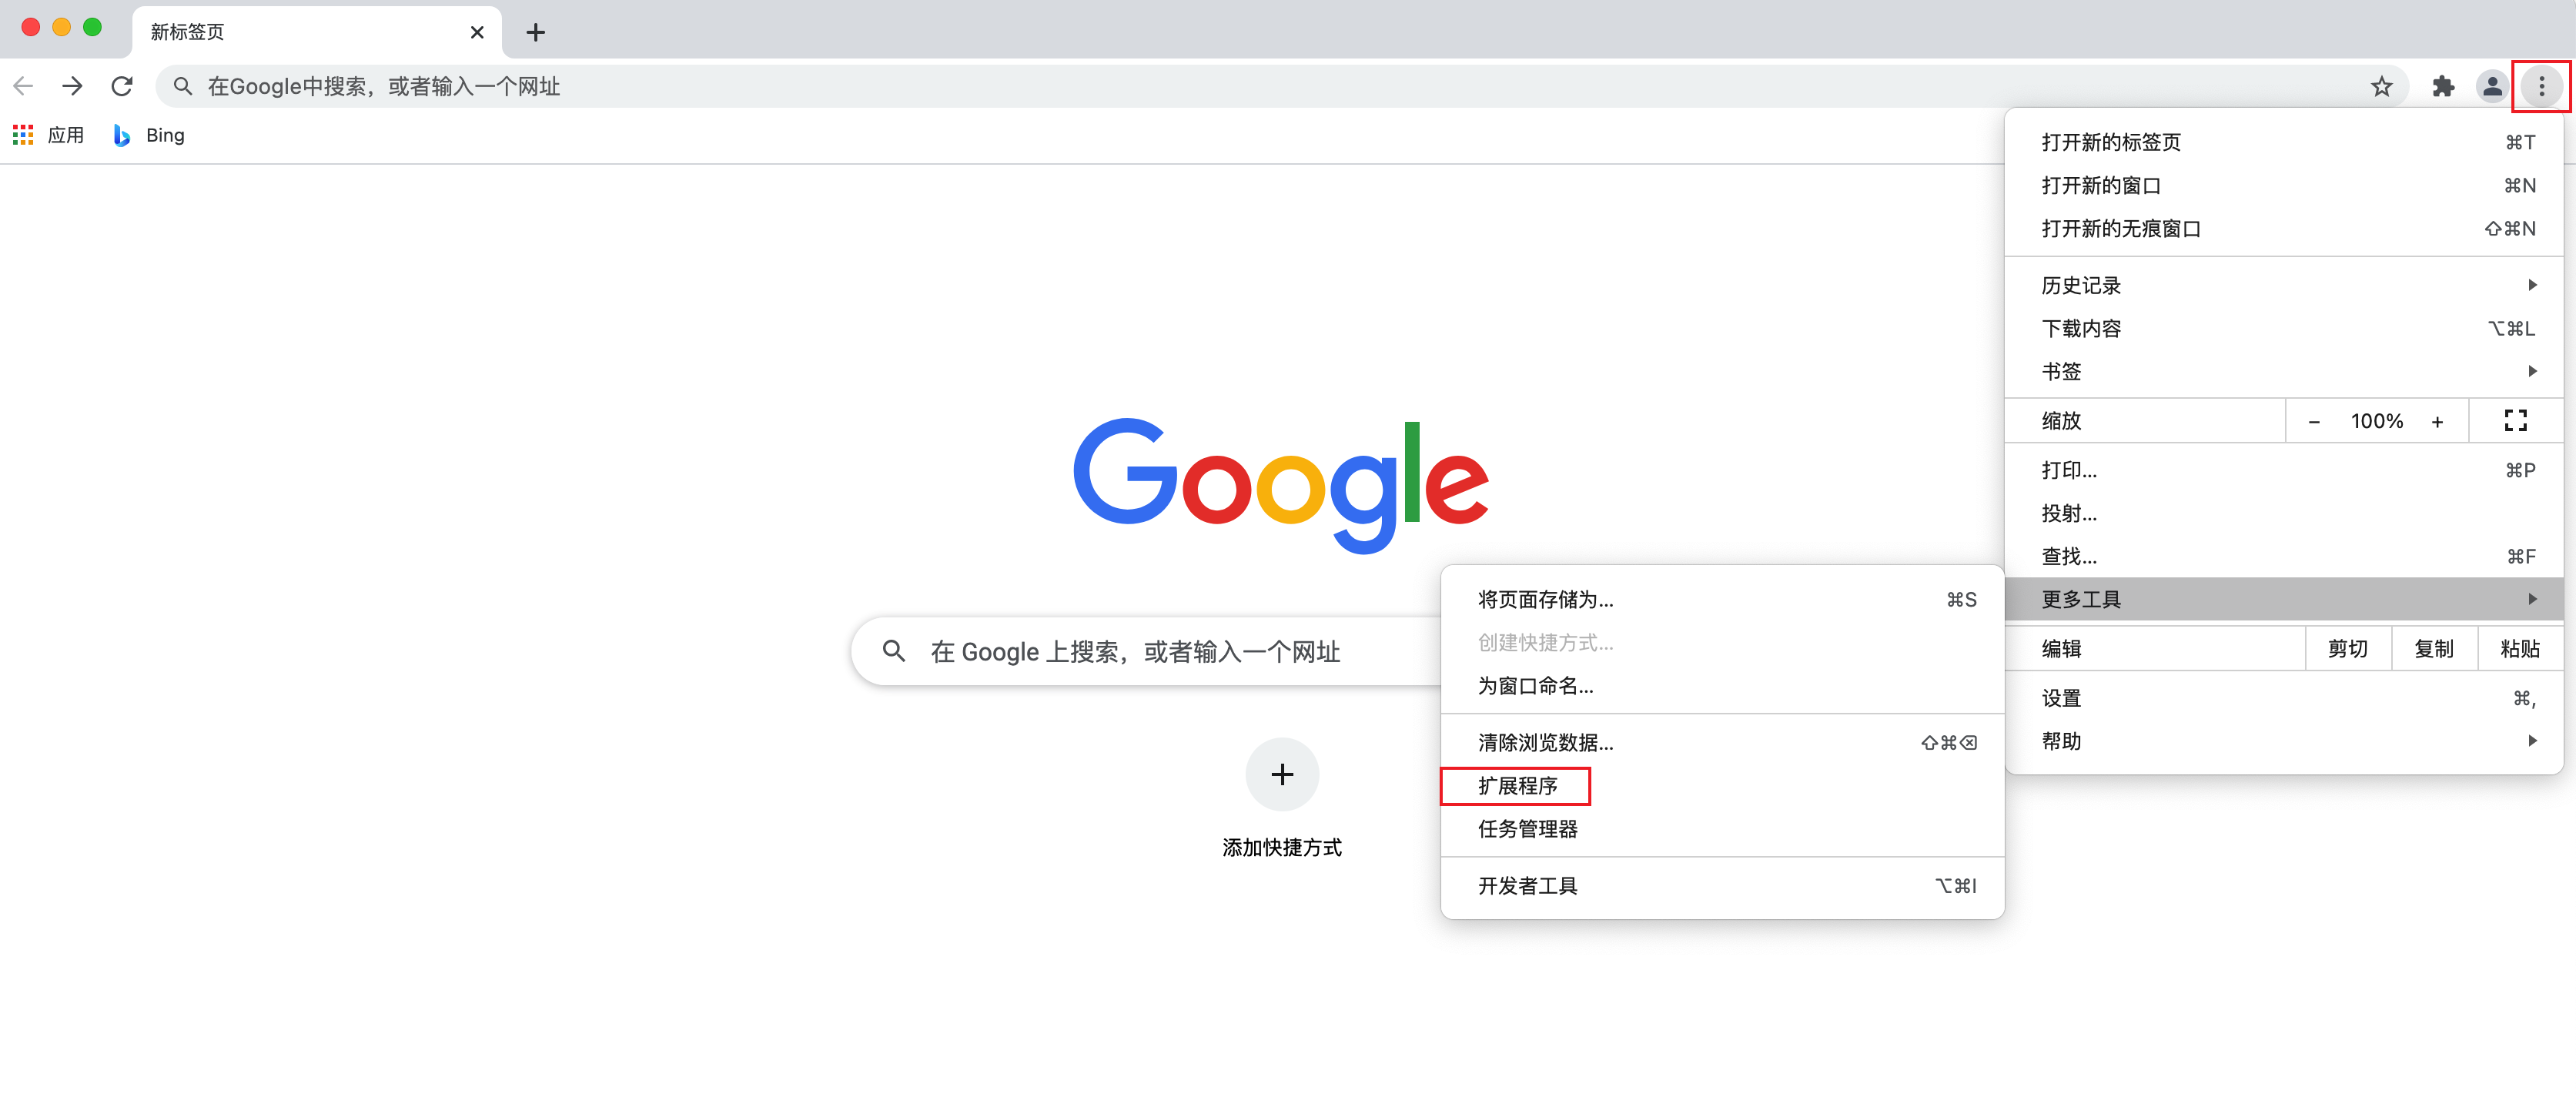 新标签页
在Google中搜索，或者输入一个网址
应用
Bing
打开新的标签页 ⌘T
打开新的窗口 ⌘N
打开新的无痕窗口 ⇧⌘N
历史记录
下载内容 ⌥⌘L
书签
缩放 − 100% +
打印... ⌘P
投射...
查找... ⌘F
更多工具
编辑 剪切 复制 粘贴
设置 ⌘,
帮助
Google
在 Google 上搜索，或者输入一个网址
添加快捷方式
将页面存储为... ⌘S
创建快捷方式...
为窗口命名...
清除浏览数据... ⇧⌘⌫
扩展程序
任务管理器
开发者工具 ⌥⌘I